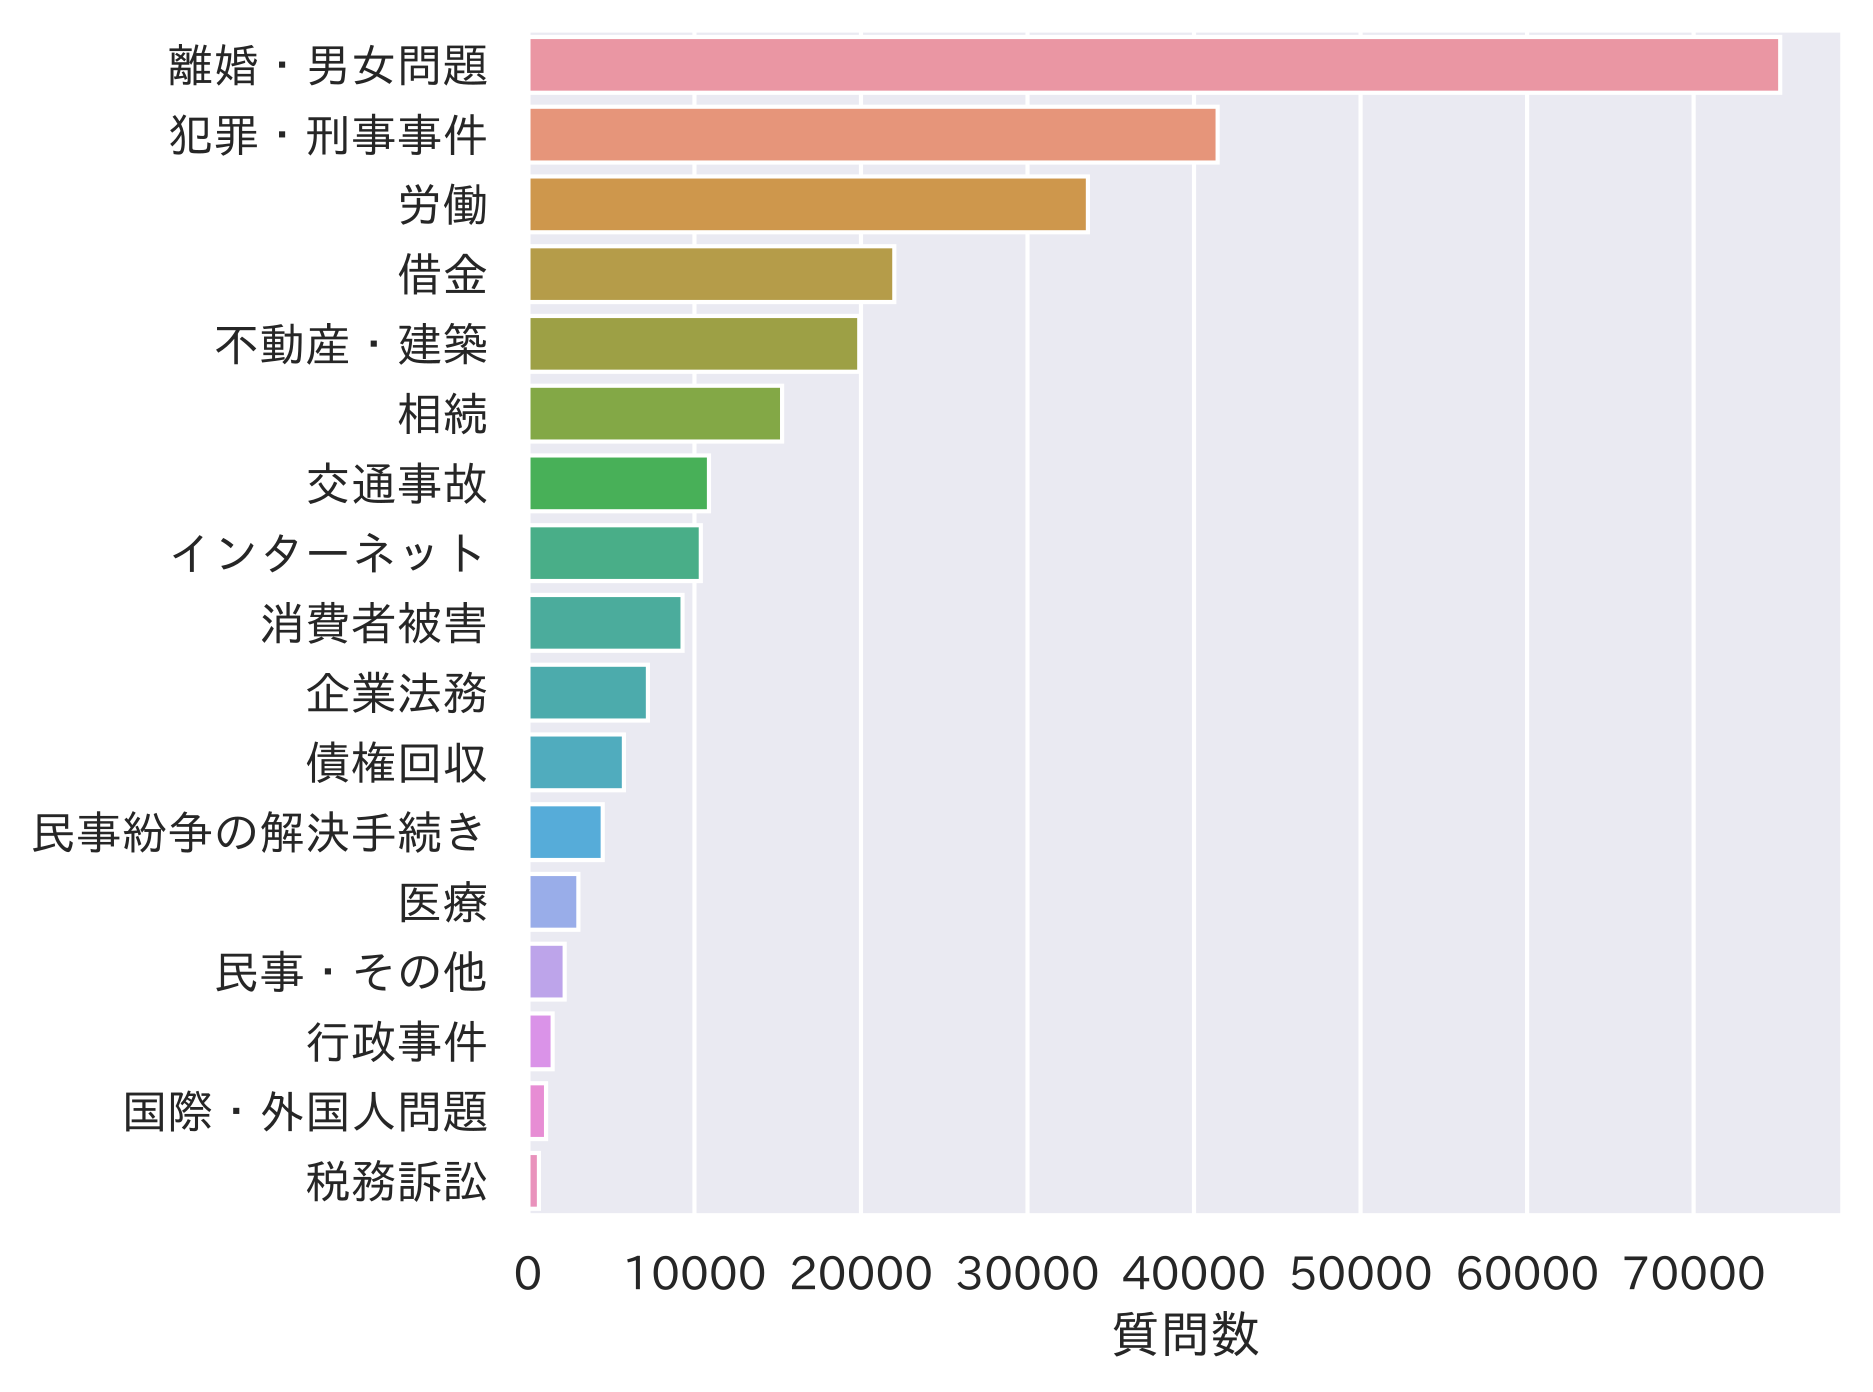 離婚・男女問題
犯罪・刑事事件
労働
借金
不動産・建築
相続
交通事故
インターネット
消費者被害
企業法務
債権回収
民事紛争の解決手続き
医療
民事・その他
行政事件
国際・外国人問題
税務訴訟
0 10000 20000 30000 40000 50000 60000 70000
質問数